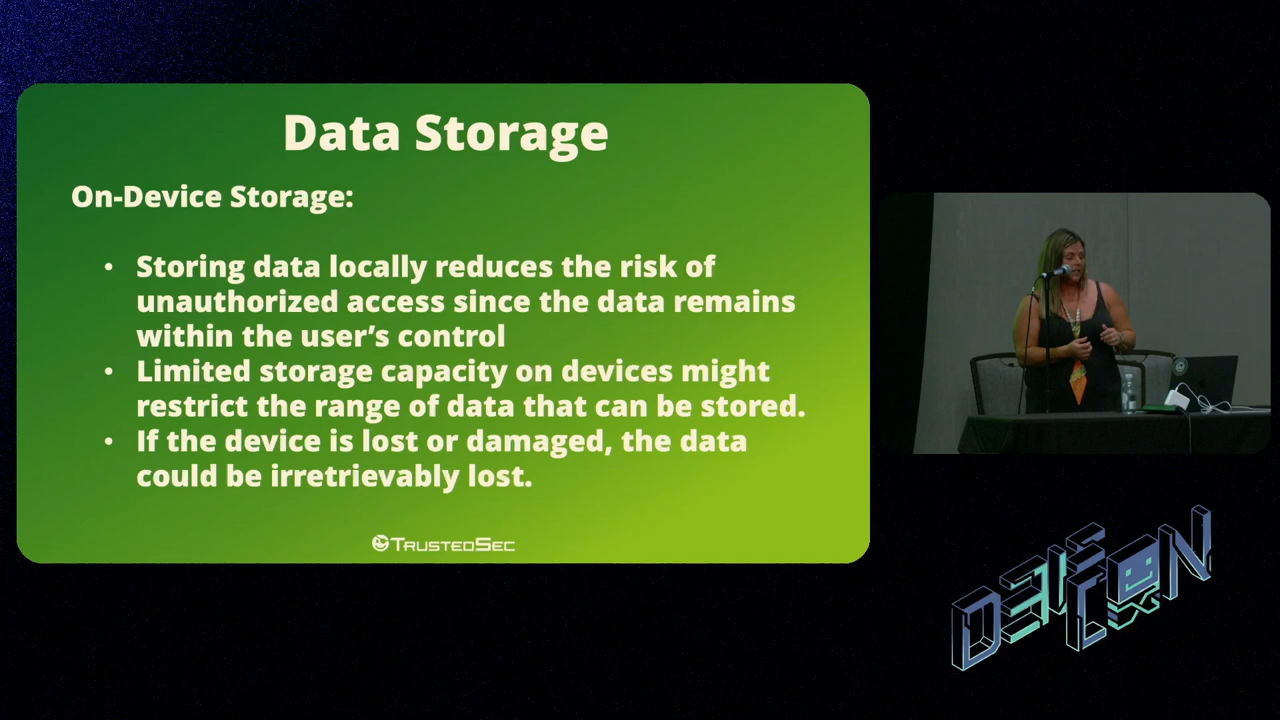 Data Storage
On-Device Storage:
• Storing data locally reduces the risk of
unauthorized access since the data remains
within the user’s control
• Limited storage capacity on devices might
restrict the range of data that can be stored.
• If the device is lost or damaged, the data
could be irretrievably lost.
TRUSTEDSEC
DEF
CON